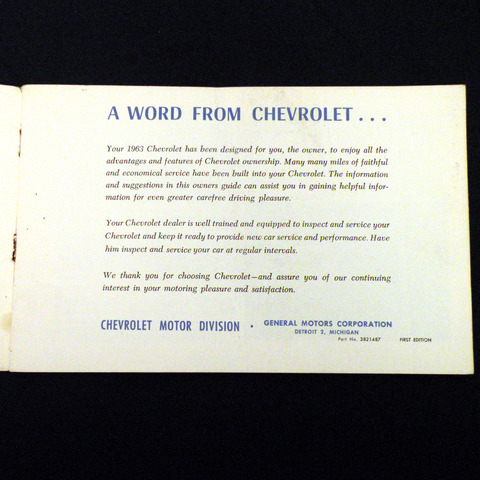 A WORD FROM CHEVROLET . . .
Your 1963 Chevrolet has been designed for you, the owner, to enjoy all the
advantages and features of Chevrolet ownership. Many many miles of faithful
and economical service have been built into your Chevrolet. The information
and suggestions in this owners guide can assist you in gaining helpful infor-
mation for even greater carefree driving pleasure.
Your Chevrolet dealer is well trained and equipped to inspect and service your
Chevrolet and keep it ready to provide new car service and performance. Have
him inspect and service your car at regular intervals.
We thank you for choosing Chevrolet—and assure you of our continuing
interest in your motoring pleasure and satisfaction.
CHEVROLET MOTOR DIVISION • GENERAL MOTORS CORPORATION
DETROIT 2, MICHIGAN
Part No. 3821487 FIRST EDITION